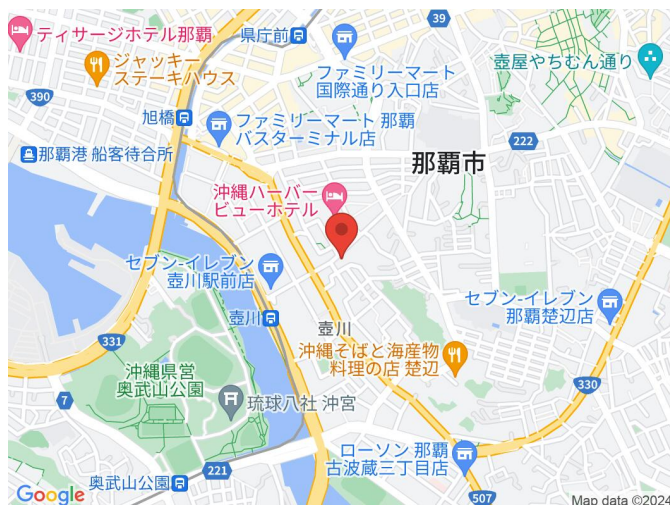 ティサージホテル那覇
県庁前
39
ジャッキー
ステーキハウス
ファミリーマート
国際通り入口店
壺屋やちむん通り
390
旭橋
ファミリーマート 那覇
バスターミナル店
222
那覇港 船客待合所
那覇市
沖縄ハーバー
ビューホテル
セブン-イレブン
壺川駅前店
セブン-イレブン
那覇楚辺店
壺川
壺川
331
沖縄そばと海産物
料理の店 楚辺
沖縄県営
奥武山公園
330
7
琉球八社 沖宮
ローソン 那覇
古波蔵三丁目店
221
奥武山公園
507
Google
Map data ©2024